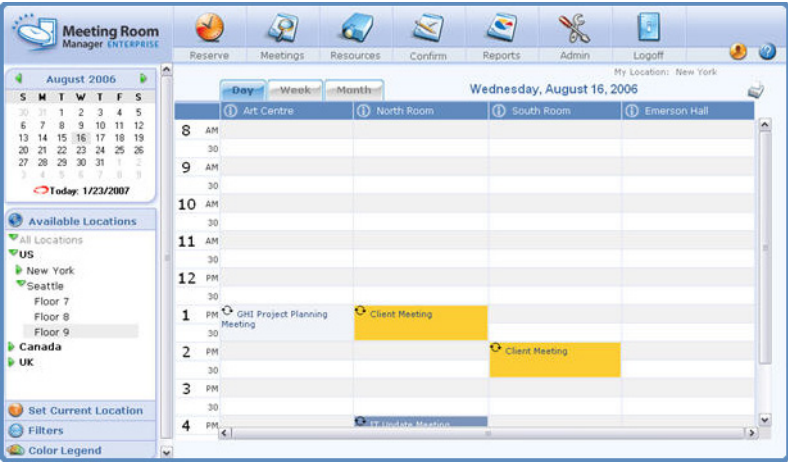 Meeting Room
Manager ENTERPRISE
Reserve Meetings Resources Confirm Reports Admin Logoff
My Location: New York
August 2006
S M T W T F S
30 31 1 2 3 4 5
6 7 8 9 10 11 12
13 14 15 16 17 18 19
20 21 22 23 24 25 26
27 28 29 30 31 1 2
3 4 5 6 7 8 9
Today: 1/23/2007
Available Locations
All Locations
US
New York
Seattle
Floor 7
Floor 8
Floor 9
Canada
UK
Set Current Location
Filters
Color Legend
Day Week Month
Wednesday, August 16, 2006
Art Centre North Room South Room Emerson Hall
8 AM
30
9 AM
30
10 AM
30
11 AM
30
12 PM
30
1 PM GHI Project Planning Client Meeting
Meeting
30
2 PM Client Meeting
30
3 PM
30
4 PM IT Update Meeting